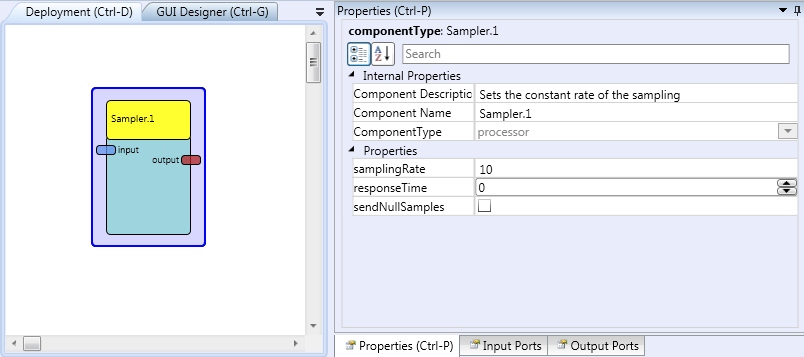 Deployment (Ctrl-D)
GUI Designer (Ctrl-G)
Sampler.1
input
output
Properties (Ctrl-P)
componentType: Sampler.1
A Z
Search
Internal Properties
Component Descriptio Sets the constant rate of the sampling
Component Name Sampler.1
ComponentType processor
Properties
samplingRate 10
responseTime 0
sendNullSamples
Properties (Ctrl-P)
Input Ports
Output Ports